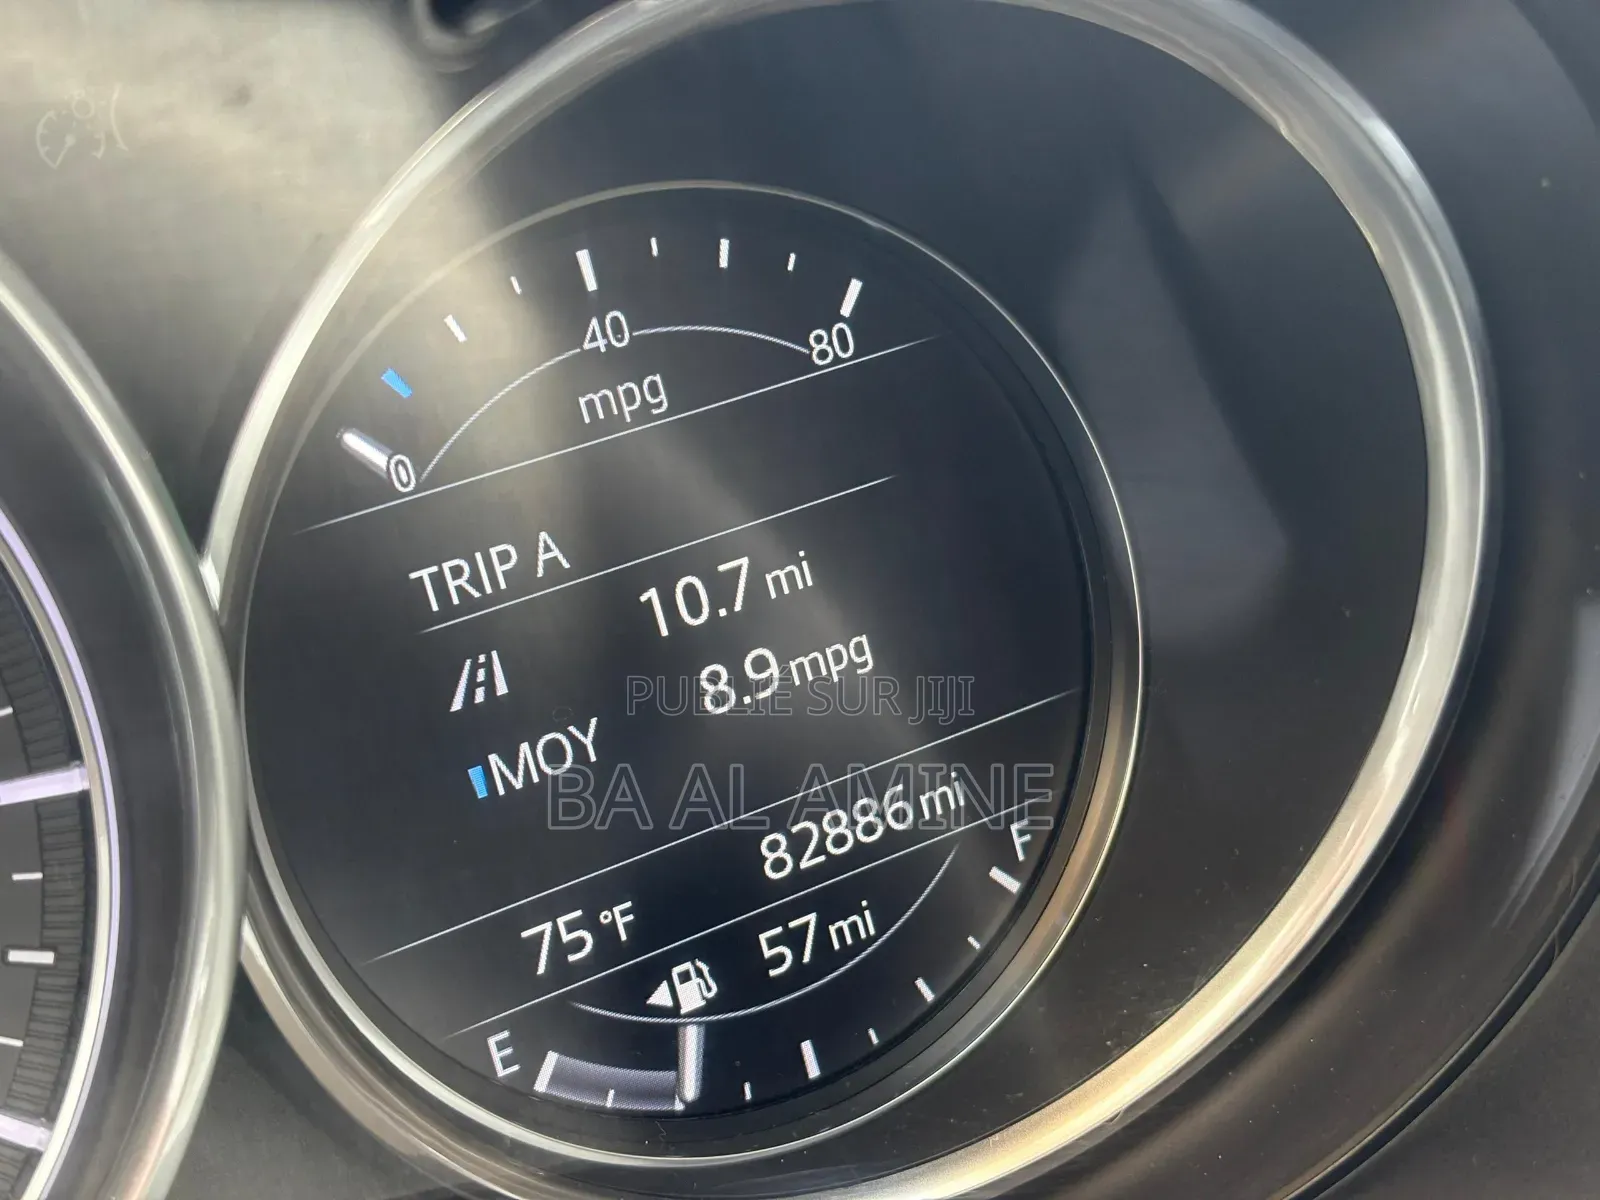 40
80
mpg
0
TRIP A
10.7 mi
8.9 mpg
PUBLIÉ SUR JIJI
MOY
BA AL AMINE
82886 mi
75 °F
57 mi
E
F